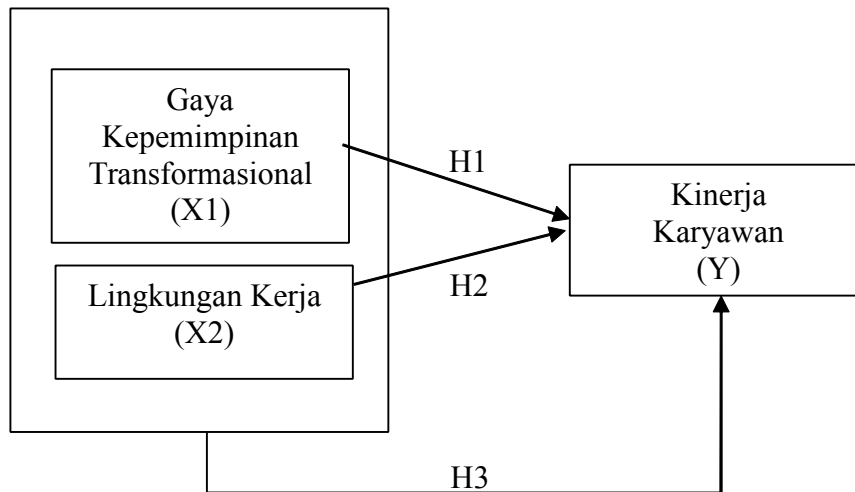 Gaya
Kepemimpinan
Transformasional
(X1)
H1
Kinerja
Karyawan
(Y)
Lingkungan Kerja
(X2)
H2
H3